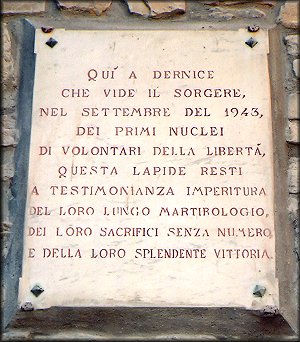 QUI´ A DERNICE
CHE VIDE IL SORGERE,
NEL SETTEMBRE DEL 1943,
DEI PRIMI NUCLEI
DI VOLONTARI DELLA LIBERTÁ,
QUESTA LAPIDE RESTI
A TESTIMONIANZA IMPERITURA
DEL LORO LUNGO MARTIROLOGIO,
DEI LORO SACRIFICI SENZA NUMERO
E DELLA LORO SPLENDENTE VITTORIA.